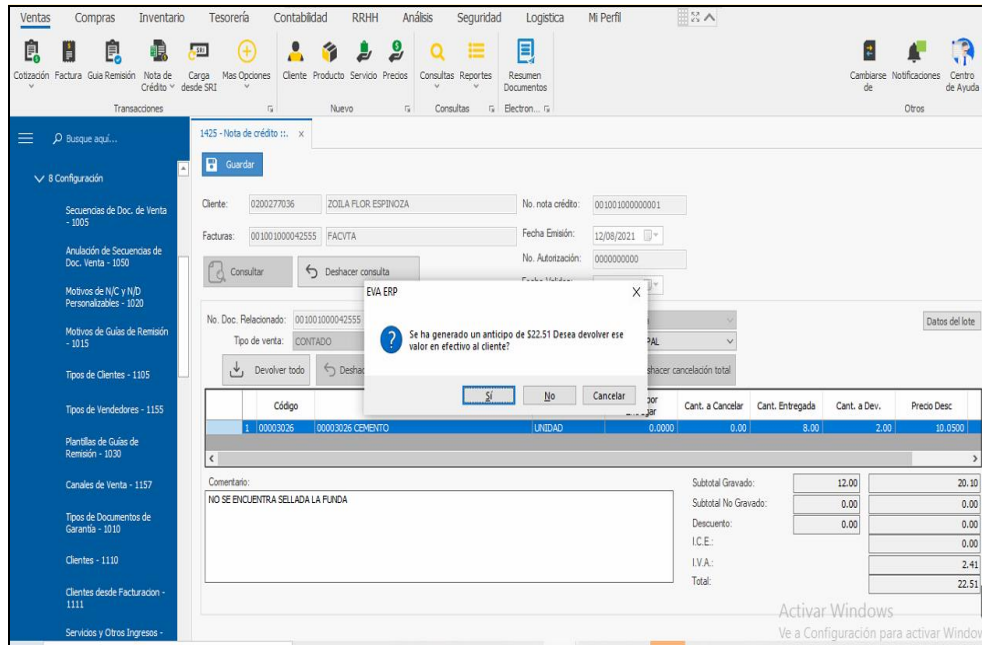 Ventas Compras Inventario Tesorería Contabilidad RRHH Análisis Seguridad Logistica Mi Perfil
Cotización Factura Guia Remisión Nota de Crédito Carga desde SRI Mas Opciones Cliente Producto Servicio Precios Consultas Reportes Resumen Documentos Cambiarse de Notificaciones Centro de Ayuda
Transacciones Nuevo Consultas Electron... Otros
Busque aquí...
8 Configuración
Secuencias de Doc. de Venta
- 1005
Anulación de Secuencias de
Doc. Venta - 1050
Motivos de N/C y N/D
Personalizables - 1020
Motivos de Guías de Remisión
- 1015
Tipos de Clientes - 1105
Tipos de Vendedores - 1155
Plantillas de Guías de
Remisión - 1030
Canales de Venta - 1157
Tipos de Documentos de
Garantía - 1010
Clientes - 1110
Clientes desde Facturacion -
1111
Servicios y Otros Ingresos -
1425 - Nota de crédito ::. x
Guardar
Cliente: 0200277036 ZOILA FLOR ESPINOZA No. nota crédito: 001001000000001
Facturas: 001001000042555 FACVTA Fecha Emisión: 12/08/2021
No. Autorización: 0000000000
Consultar Deshacer consulta
EVA ERP X
Se ha generado un anticipo de $22.51 Desea devolver ese
valor en efectivo al cliente?
Sí No Cancelar
No. Doc. Relacionado: 001001000042555 Datos del lote
Tipo de venta: CONTADO PAL
Devolver todo Deshac shacer cancelación total
Código por Cant. a Cancelar Cant. Entregada Cant. a Dev. Precio Desc
1 00003026 00003026 CEMENTO UNIDAD 0.0000 0.00 8.00 2.00 10.0500
Comentario:
NO SE ENCUENTRA SELLADA LA FUNDA
Subtotal Gravado: 12.00 20.10
Subtotal No Gravado: 0.00 0.00
Descuento: 0.00 0.00
I.C.E.: 0.00
I.V.A.: 2.41
Total: 22.51
Activar Windows
Ve a Configuración para activar Window